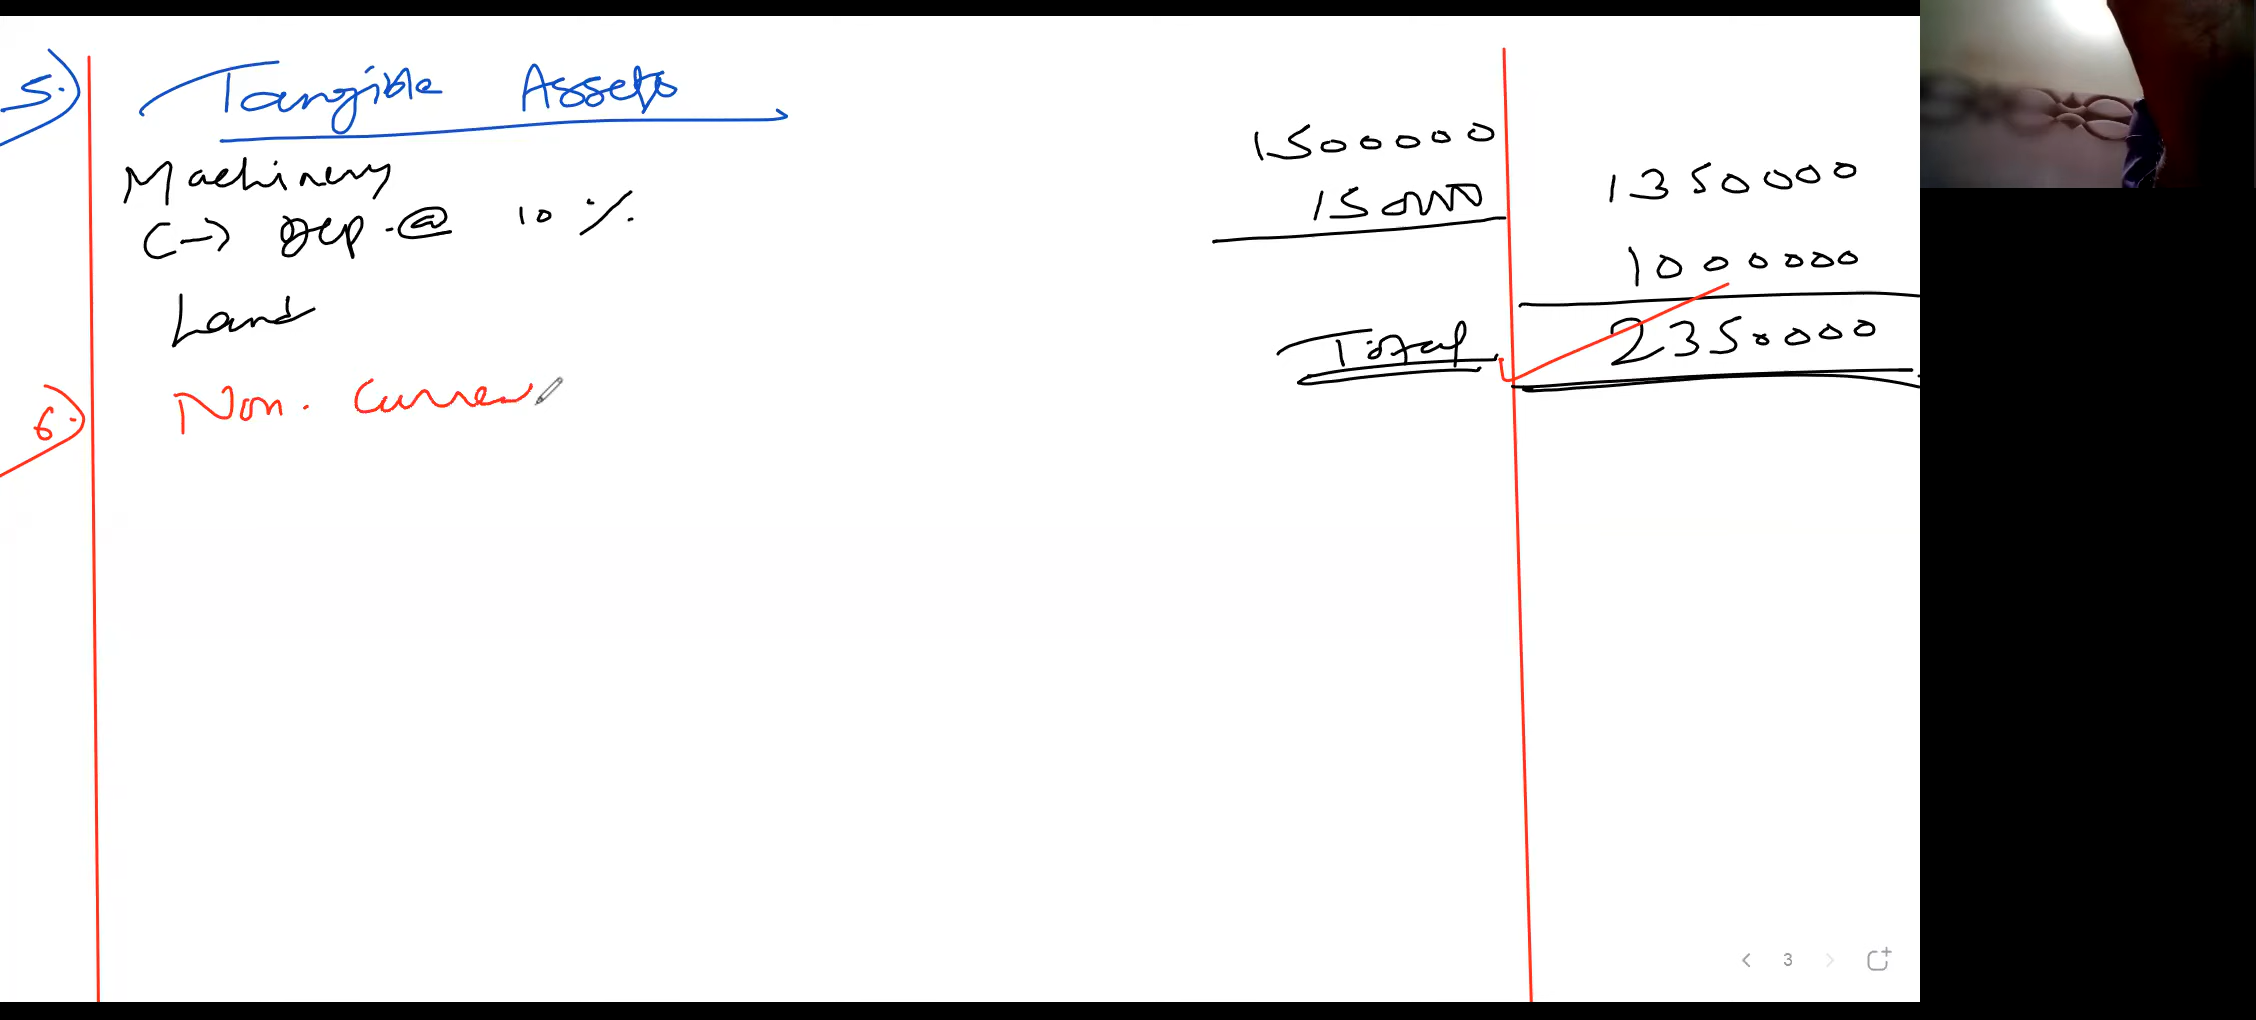 5.) Tangible Assets
Machinery 1500000
(-) Dep. @ 10 % 150000 1350000
Land 1000000
Total 2350000
6.) Non. Curren
3